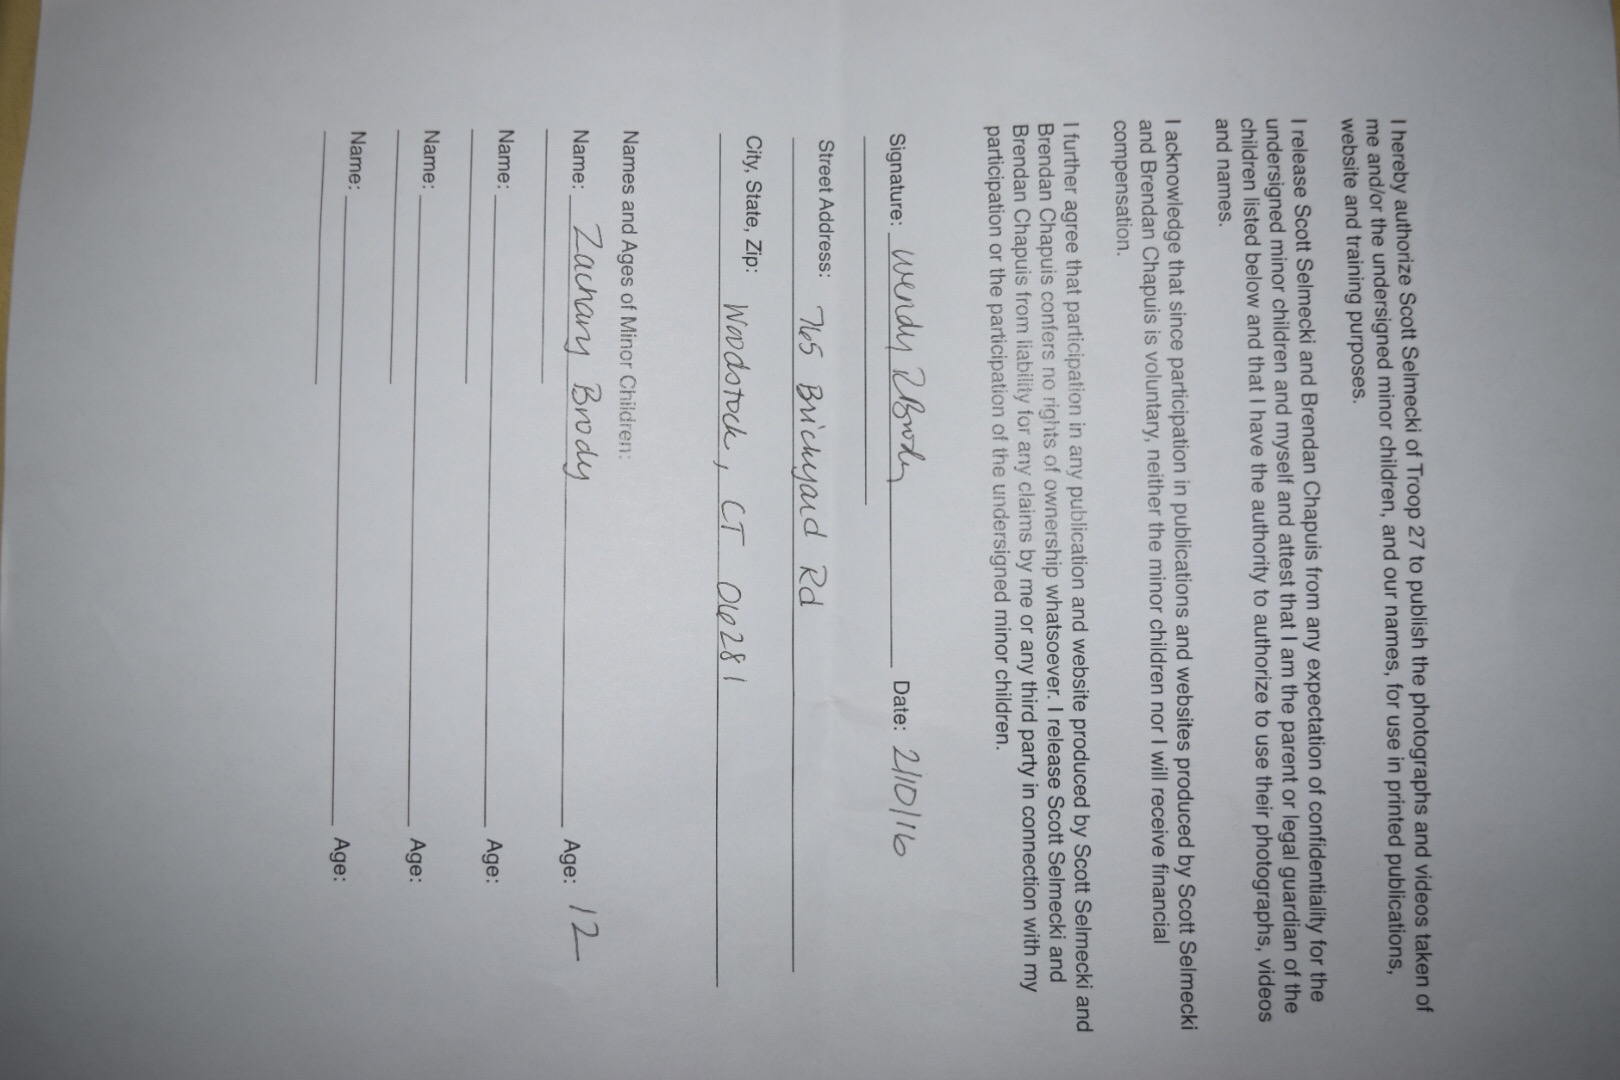 I hereby authorize Scott Selmecki of Troop 27 to publish the photographs and videos taken of
me and/or the undersigned minor children, and our names, for use in printed publications,
website and training purposes.
I release Scott Selmecki and Brendan Chapuis from any expectation of confidentiality for the
undersigned minor children and myself and attest that I am the parent or legal guardian of the
children listed below and that I have the authority to authorize to use their photographs, videos
and names.
I acknowledge that since participation in publications and websites produced by Scott Selmecki
and Brendan Chapuis is voluntary, neither the minor children nor I will receive financial
compensation.
I further agree that participation in any publication and website produced by Scott Selmecki and
Brendan Chapuis confers no rights of ownership whatsoever. I release Scott Selmecki and
Brendan Chapuis from liability for any claims by me or any third party in connection with my
participation or the participation of the undersigned minor children.
Signature: Wendy R Brody Date: 2/10/16
Street Address: 765 Brickyard Rd
City, State, Zip: Woodstock, CT 06281
Names and Ages of Minor Children:
Name: Zachary Brody Age: 12
Name: Age:
Name: Age:
Name: Age: